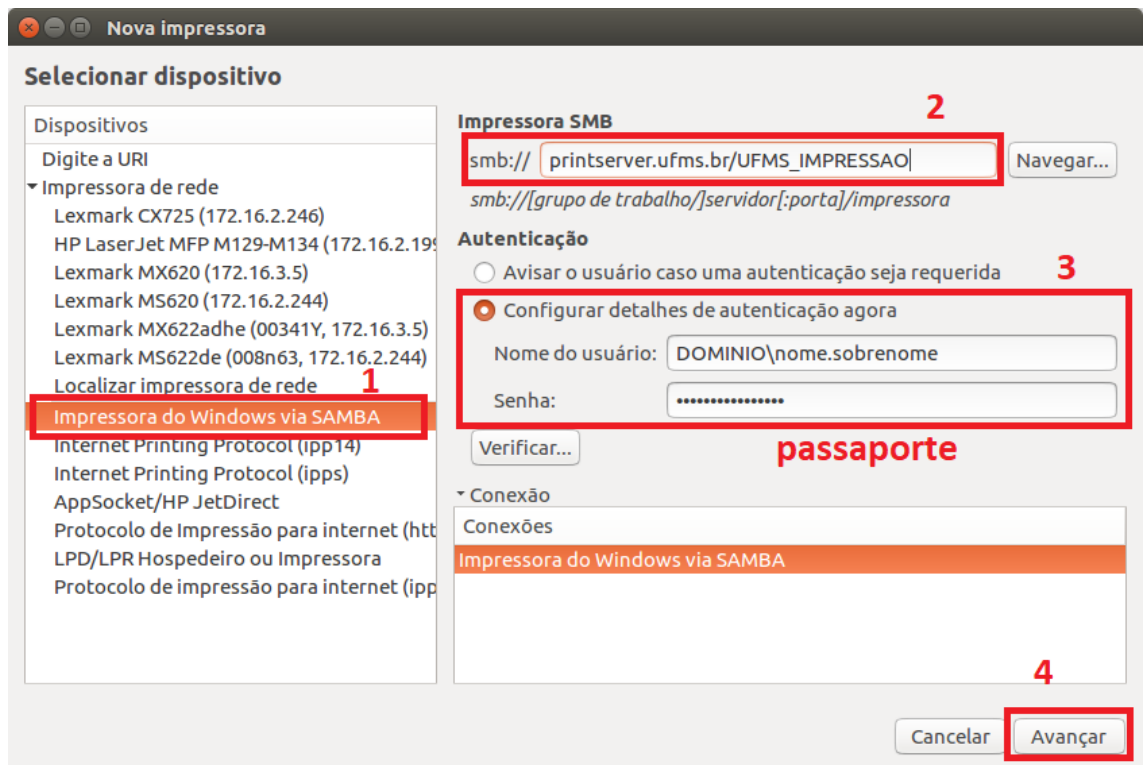 Nova impressora
Selecionar dispositivo
Dispositivos
Digite a URI
Impressora de rede
Lexmark CX725 (172.16.2.246)
HP LaserJet MFP M129-M134 (172.16.2.199
Lexmark MX620 (172.16.3.5)
Lexmark MS620 (172.16.2.244)
Lexmark MX622adhe (00341Y, 172.16.3.5)
Lexmark MS622de (008n63, 172.16.2.244)
Localizar impressora de rede
1
Impressora do Windows via SAMBA
Internet Printing Protocol (ipp14)
Internet Printing Protocol (ipps)
AppSocket/HP JetDirect
Protocolo de Impressão para internet (htt
LPD/LPR Hospedeiro ou Impressora
Protocolo de impressão para internet (ipp
2
Impressora SMB
smb:// printserver.ufms.br/UFMS_IMPRESSAO Navegar...
smb://[grupo de trabalho/]servidor[:porta]/impressora
Autenticação
Avisar o usuário caso uma autenticação seja requerida
3
Configurar detalhes de autenticação agora
Nome do usuário: DOMINIO\nome.sobrenome
Senha: ••••••••••••••••
Verificar...
passaporte
Conexão
Conexões
Impressora do Windows via SAMBA
4
Cancelar Avançar